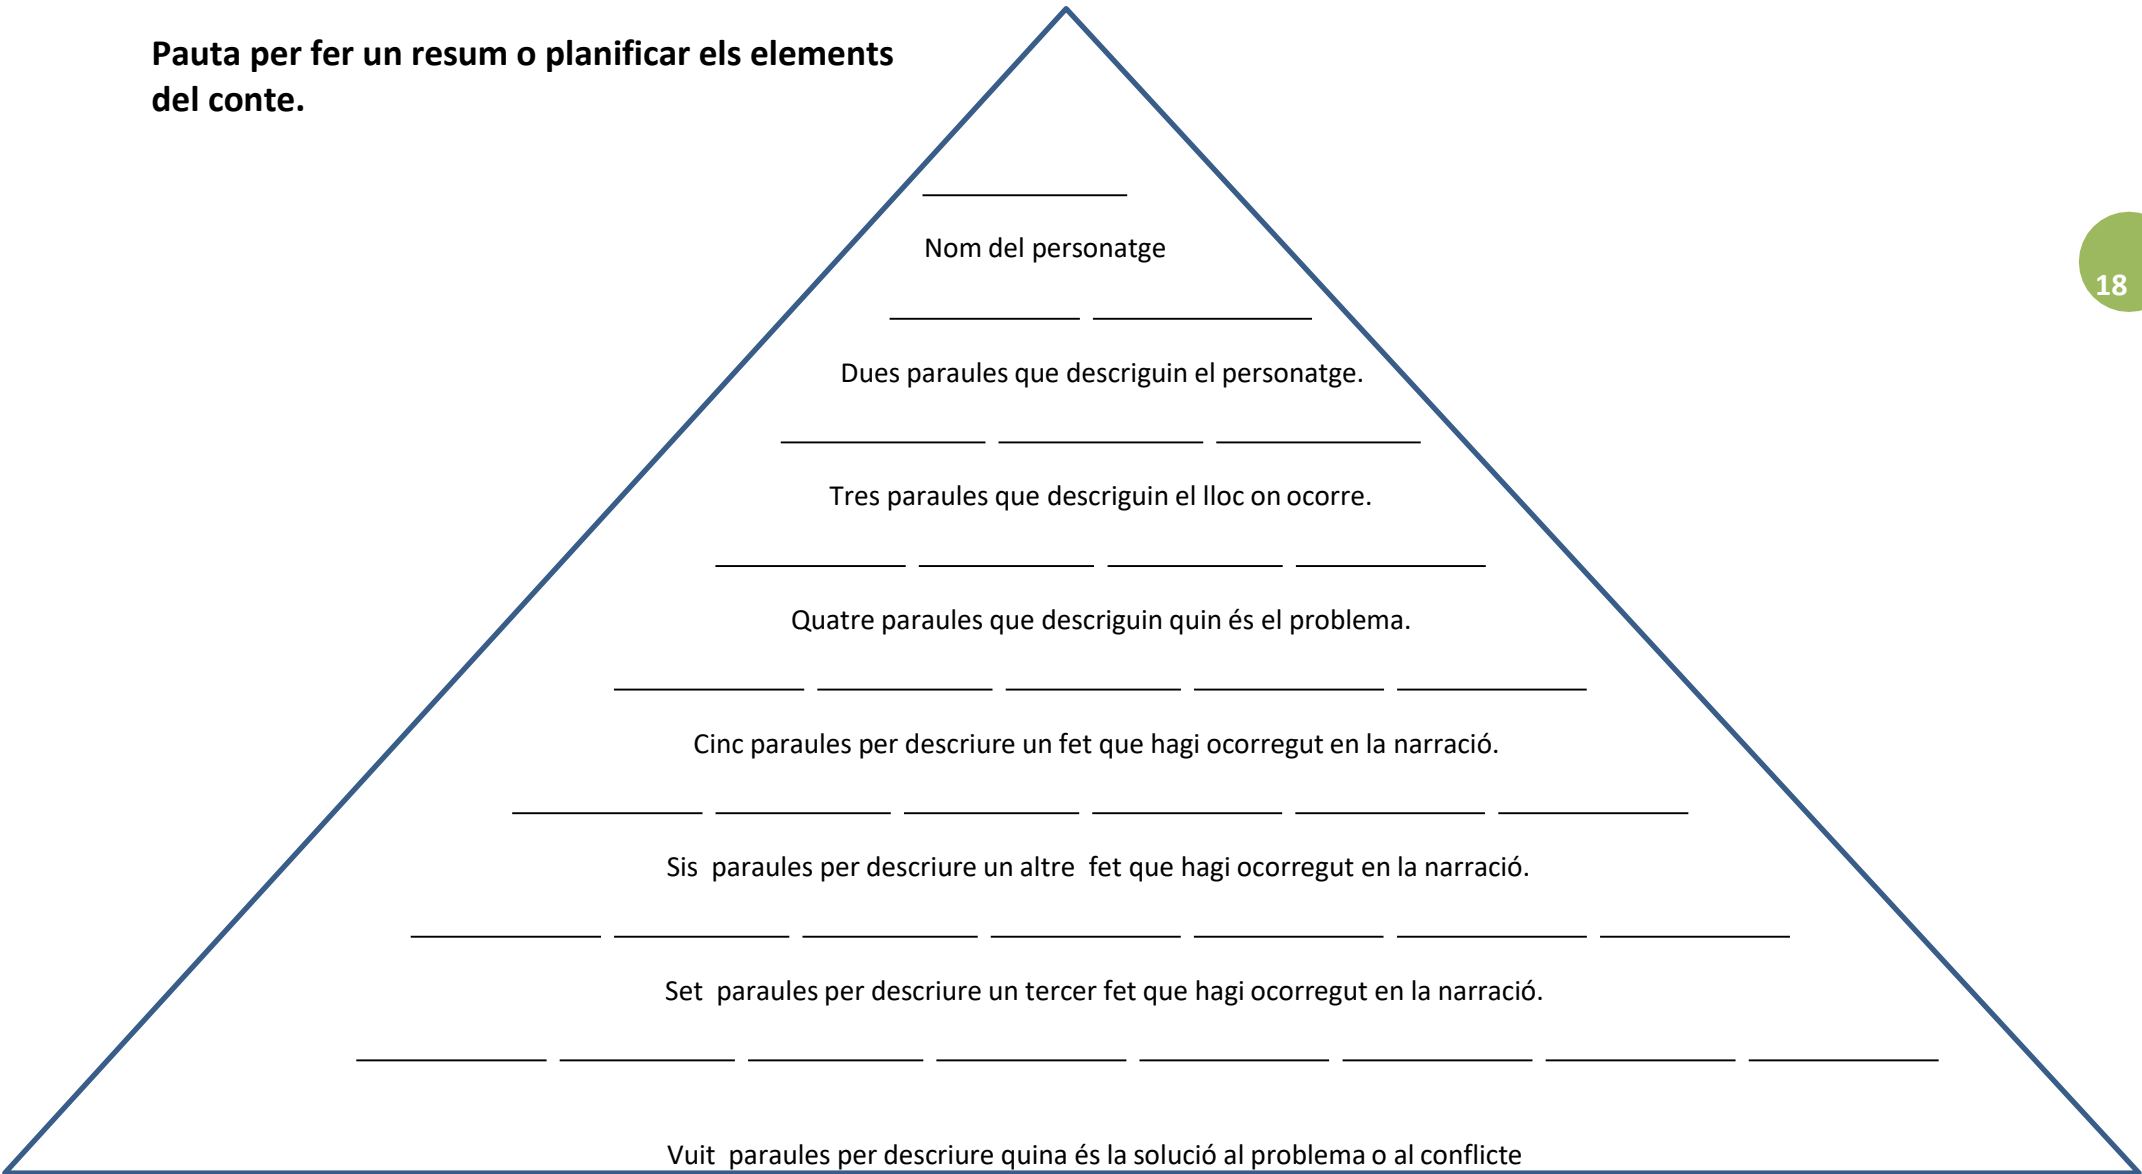 Pauta per fer un resum o planificar els elements
del conte.
Nom del personatge
18
Dues paraules que descriguin el personatge.
Tres paraules que descriguin el lloc on ocorre.
Quatre paraules que descriguin quin és el problema.
Cinc paraules per descriure un fet que hagi ocorregut en la narració.
Sis paraules per descriure un altre fet que hagi ocorregut en la narració.
Set paraules per descriure un tercer fet que hagi ocorregut en la narració.
Vuit paraules per descriure quina és la solució al problema o al conflicte